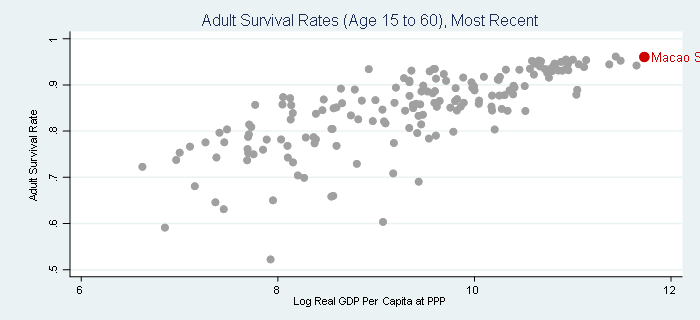 Adult Survival Rates (Age 15 to 60), Most Recent
Adult Survival Rate
1
.9
.8
.7
.6
.5
Macao S
6
8
10
12
Log Real GDP Per Capita at PPP